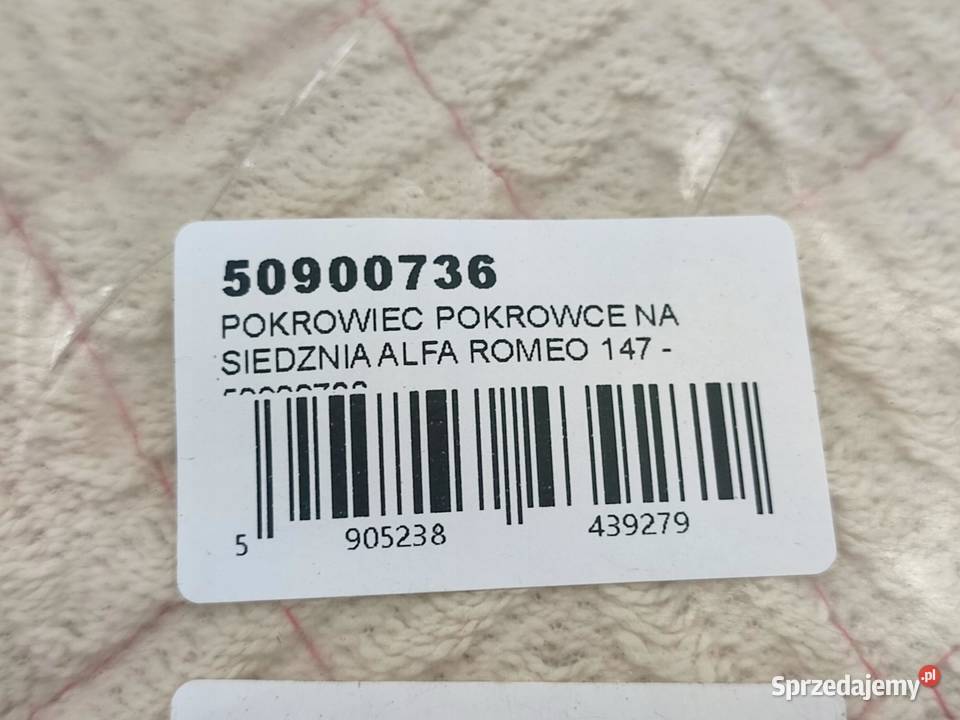 50900736
POKROWIEC POKROWCE NA
SIEDZNIA ALFA ROMEO 147 -
5 905238 439279
Sprzedajemy.pl